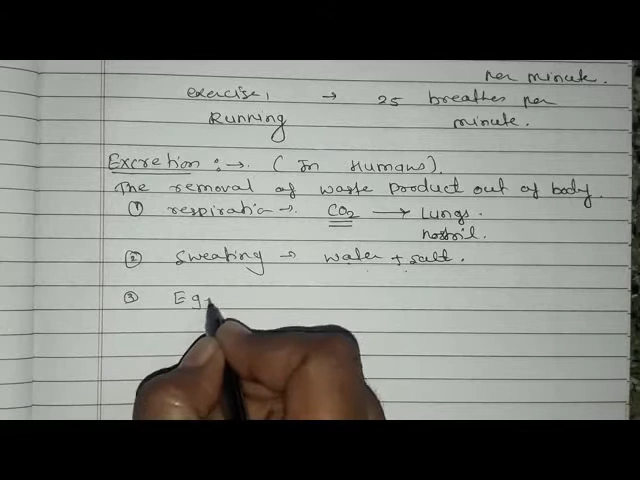 per minute.
exercise, → 25 breathes per
Running minute.
Excretion :→. (In Humans).
The removal of waste product out of body.
① respiratio →. CO₂ → Lungs.
nostril.
② Sweating → water + salt.
③ Eg